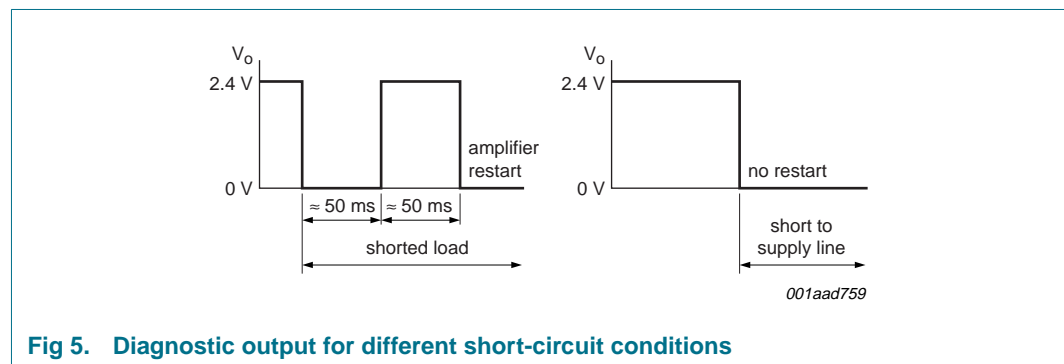 Vo
2.4 V
amplifier
restart
0 V
≈ 50 ms
≈ 50 ms
shorted load
Vo
2.4 V
no restart
short to
supply line
001aad759
Fig 5. Diagnostic output for different short-circuit conditions